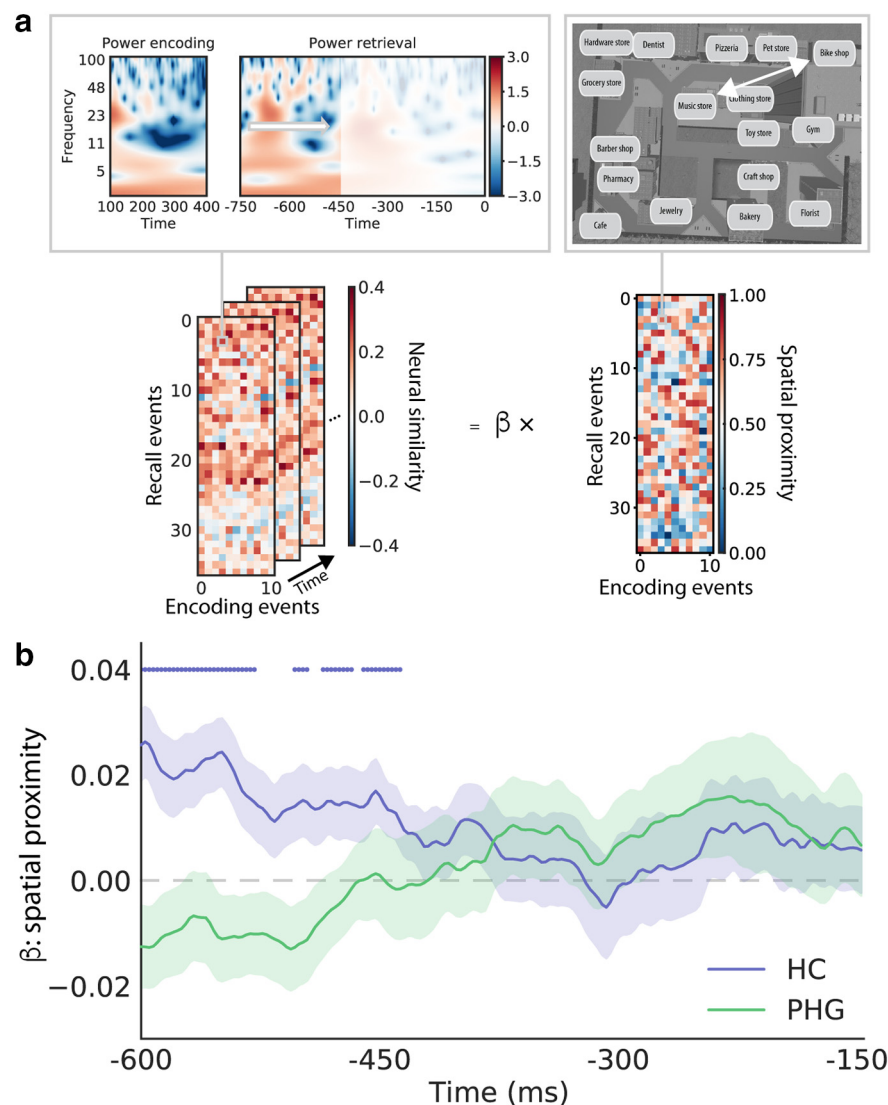 a
Power encoding
Power retrieval
Frequency
100
48
23
11
5
100 200 300 400
Time
-750 -600 -450 -300 -150 0
Time
3.0
1.5
0.0
−1.5
−3.0
Hardware store
Dentist
Pizzeria
Pet store
Bike shop
Grocery store
Music store
Clothing store
Toy store
Gym
Barber shop
Pharmacy
Craft shop
Jewelry
Bakery
Florist
Cafe
Recall events
0
10
20
30
0 10
Encoding events
Time
...
0.4
0.2
0.0
−0.2
−0.4
Neural similarity
= β ×
0
10
20
30
Recall events
0 10
Encoding events
1.00
0.75
0.50
0.25
0.00
Spatial proximity
b
β: spatial proximity
0.04
0.02
0.00
−0.02
HC
PHG
-600 -450 -300 -150
Time (ms)